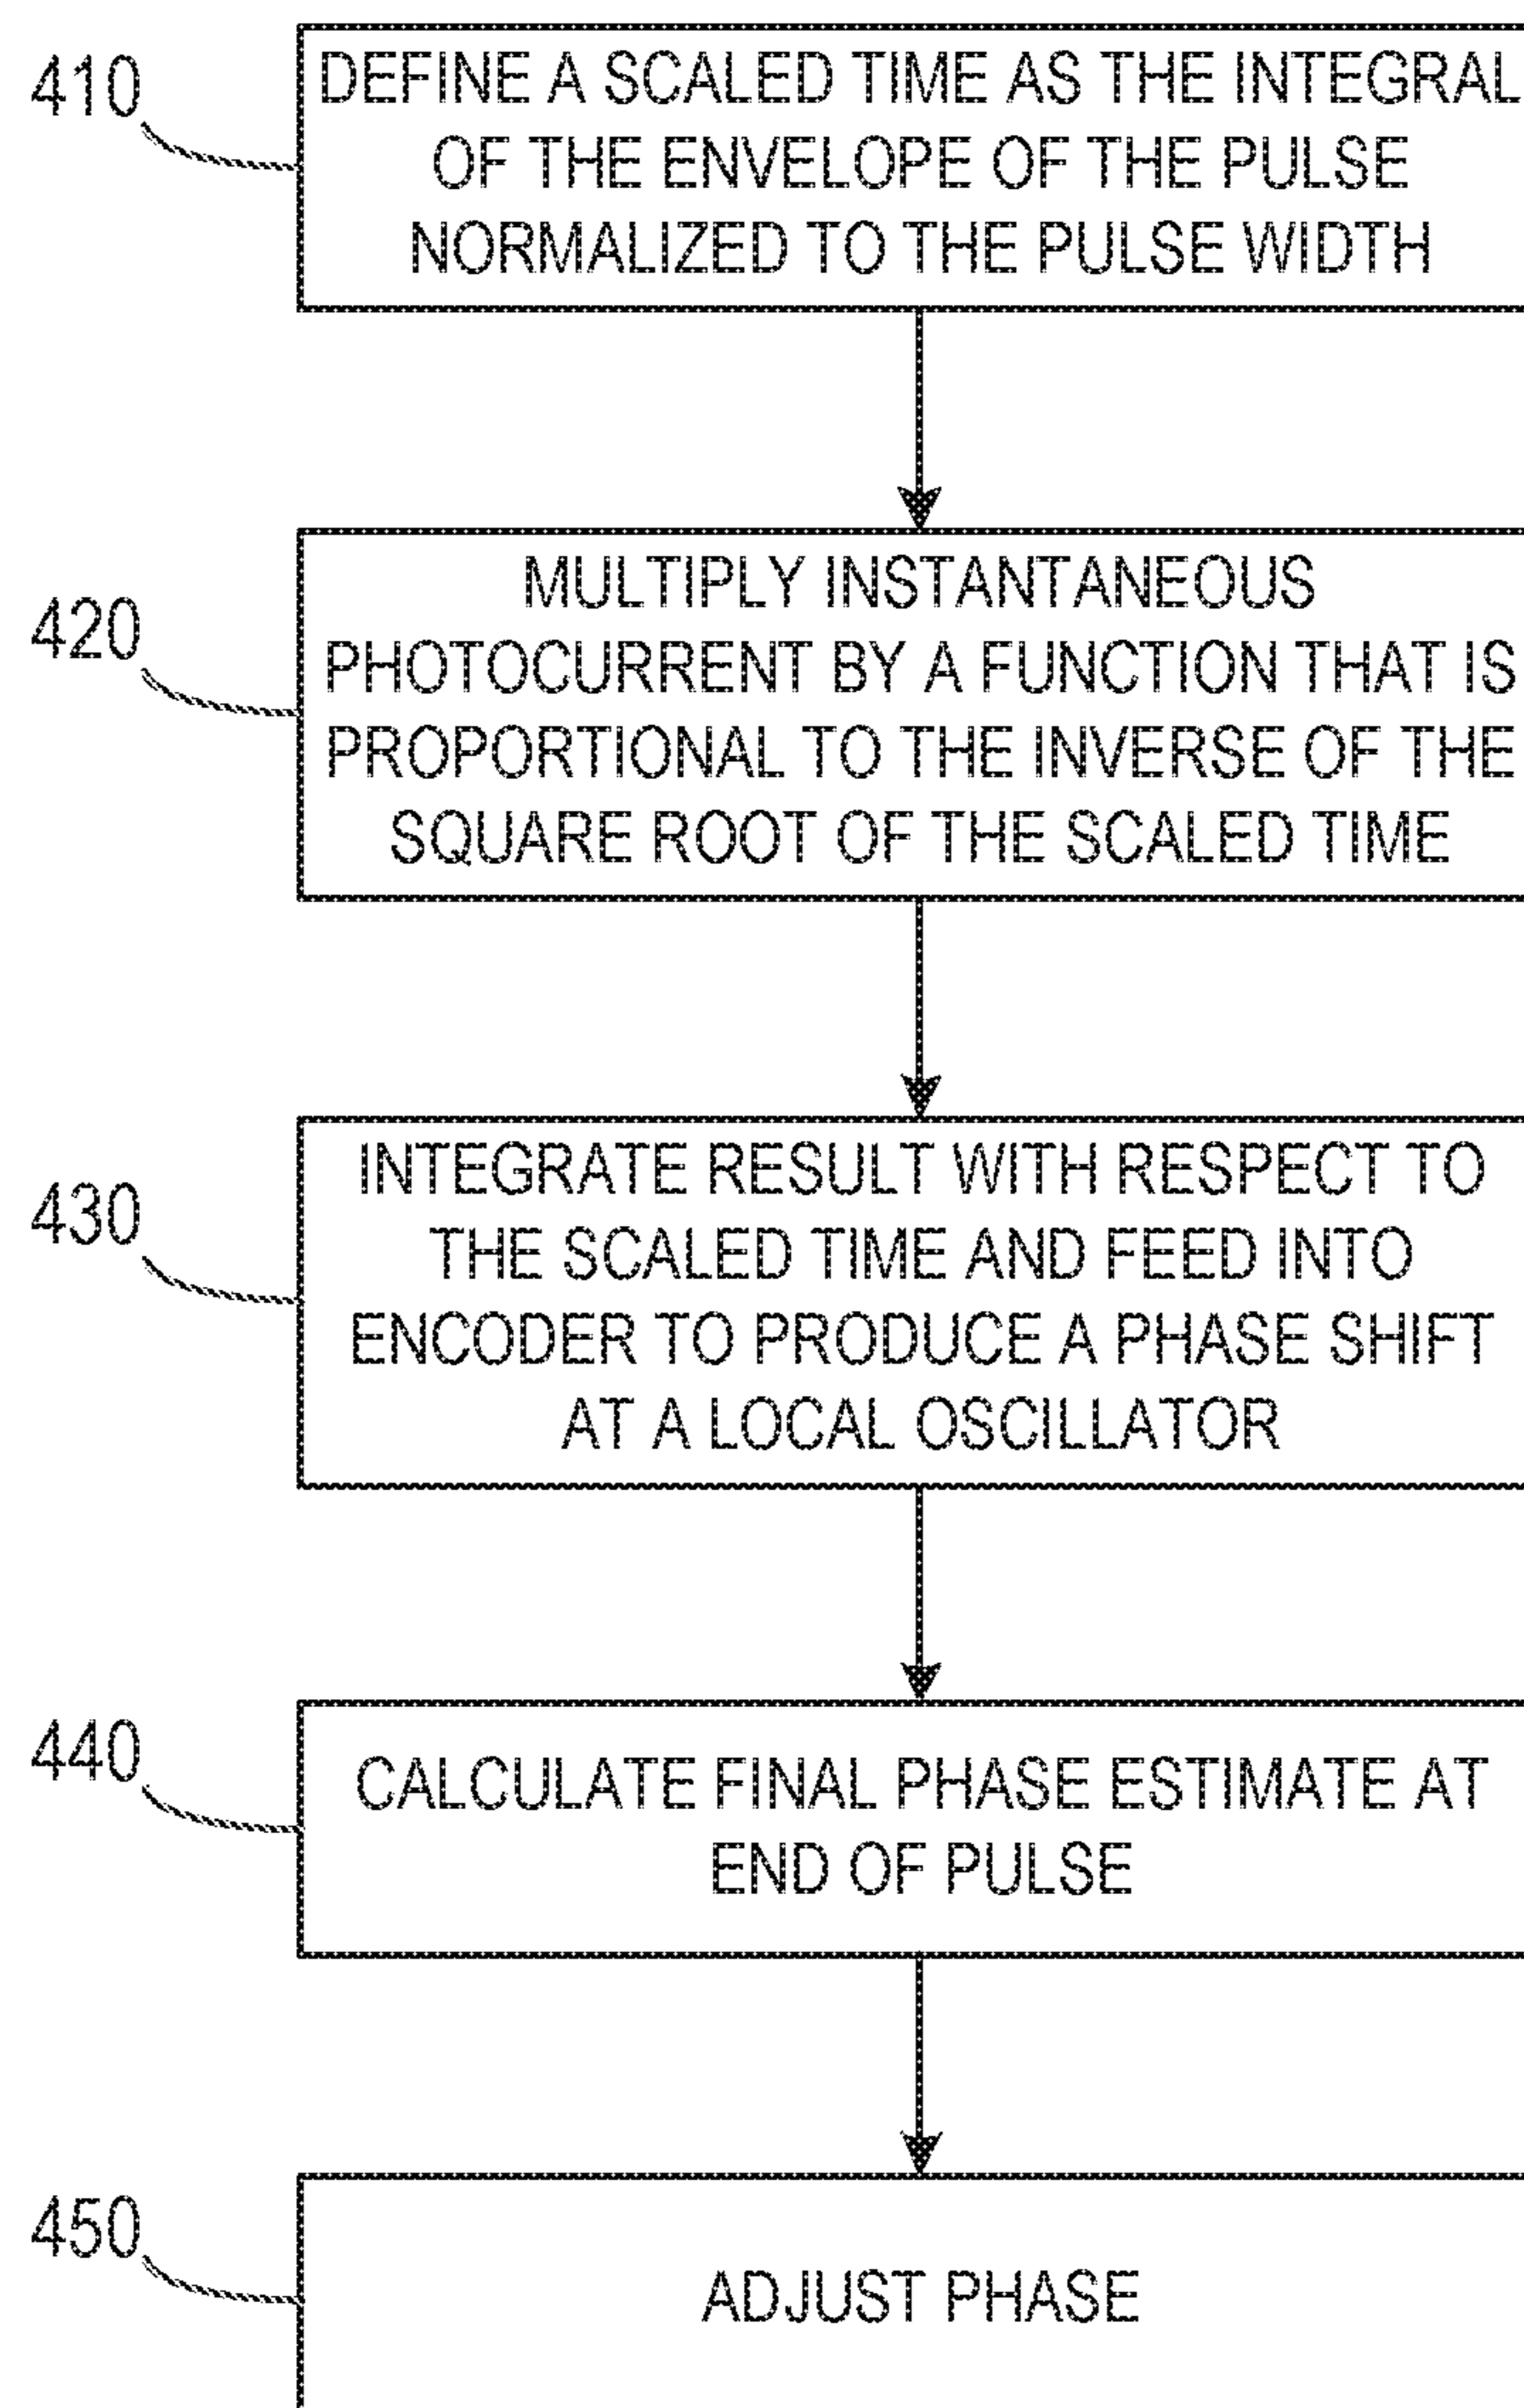 410
DEFINE A SCALED TIME AS THE INTEGRAL
OF THE ENVELOPE OF THE PULSE
NORMALIZED TO THE PULSE WIDTH
420
MULTIPLY INSTANTANEOUS
PHOTOCURRENT BY A FUNCTION THAT IS
PROPORTIONAL TO THE INVERSE OF THE
SQUARE ROOT OF THE SCALED TIME
430
INTEGRATE RESULT WITH RESPECT TO
THE SCALED TIME AND FEED INTO
ENCODER TO PRODUCE A PHASE SHIFT
AT A LOCAL OSCILLATOR
440
CALCULATE FINAL PHASE ESTIMATE AT
END OF PULSE
450
ADJUST PHASE